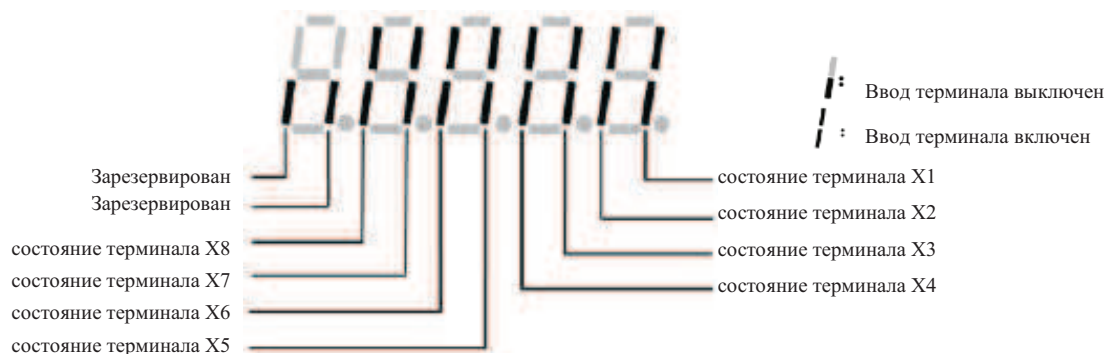 Ввод терминала выключен
Ввод терминала включен
Зарезервирован
Зарезервирован
состояние терминала X8
состояние терминала X7
состояние терминала X6
состояние терминала X5
состояние терминала X1
состояние терминала X2
состояние терминала X3
состояние терминала X4